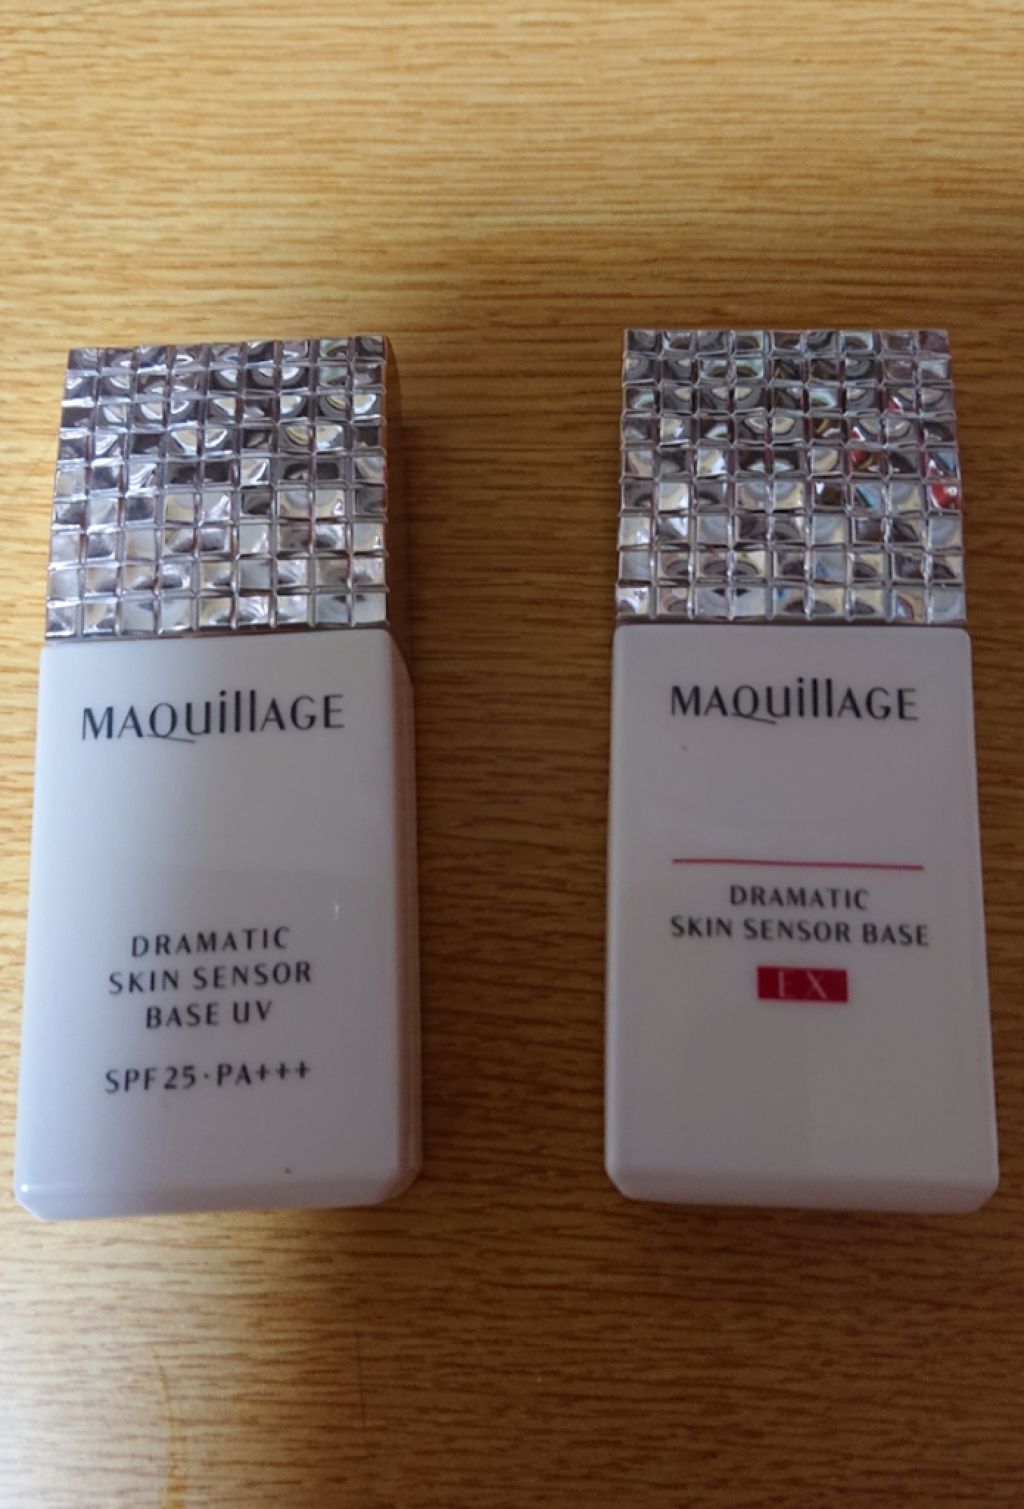 MAQuillAGE
DRAMATIC
SKIN SENSOR
BASE UV
SPF25·PA+++
MAQuillAGE
DRAMATIC
SKIN SENSOR BASE
EX